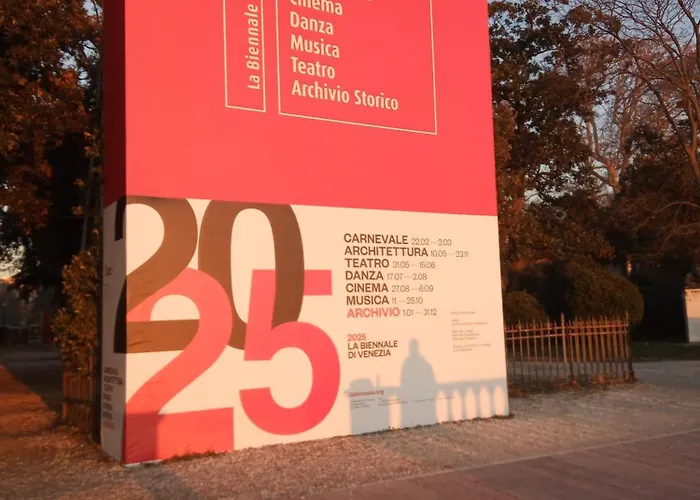 La Biennale
Cinema
Danza
Musica
Teatro
Archivio Storico
2025
CARNEVALE 22.02—2.03
ARCHITETTURA 10.05—23.11
TEATRO 31.05—15.06
DANZA 17.07—2.08
CINEMA 27.08—6.09
MUSICA 11—25.10
ARCHIVIO 1.01—31.12
2025
LA BIENNALE
DI VENEZIA
labiennale.org